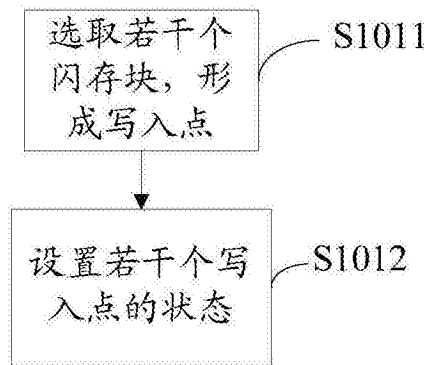 选取若干个
闪存块，形
成写入点
S1011
设置若干个写
入点的状态
S1012